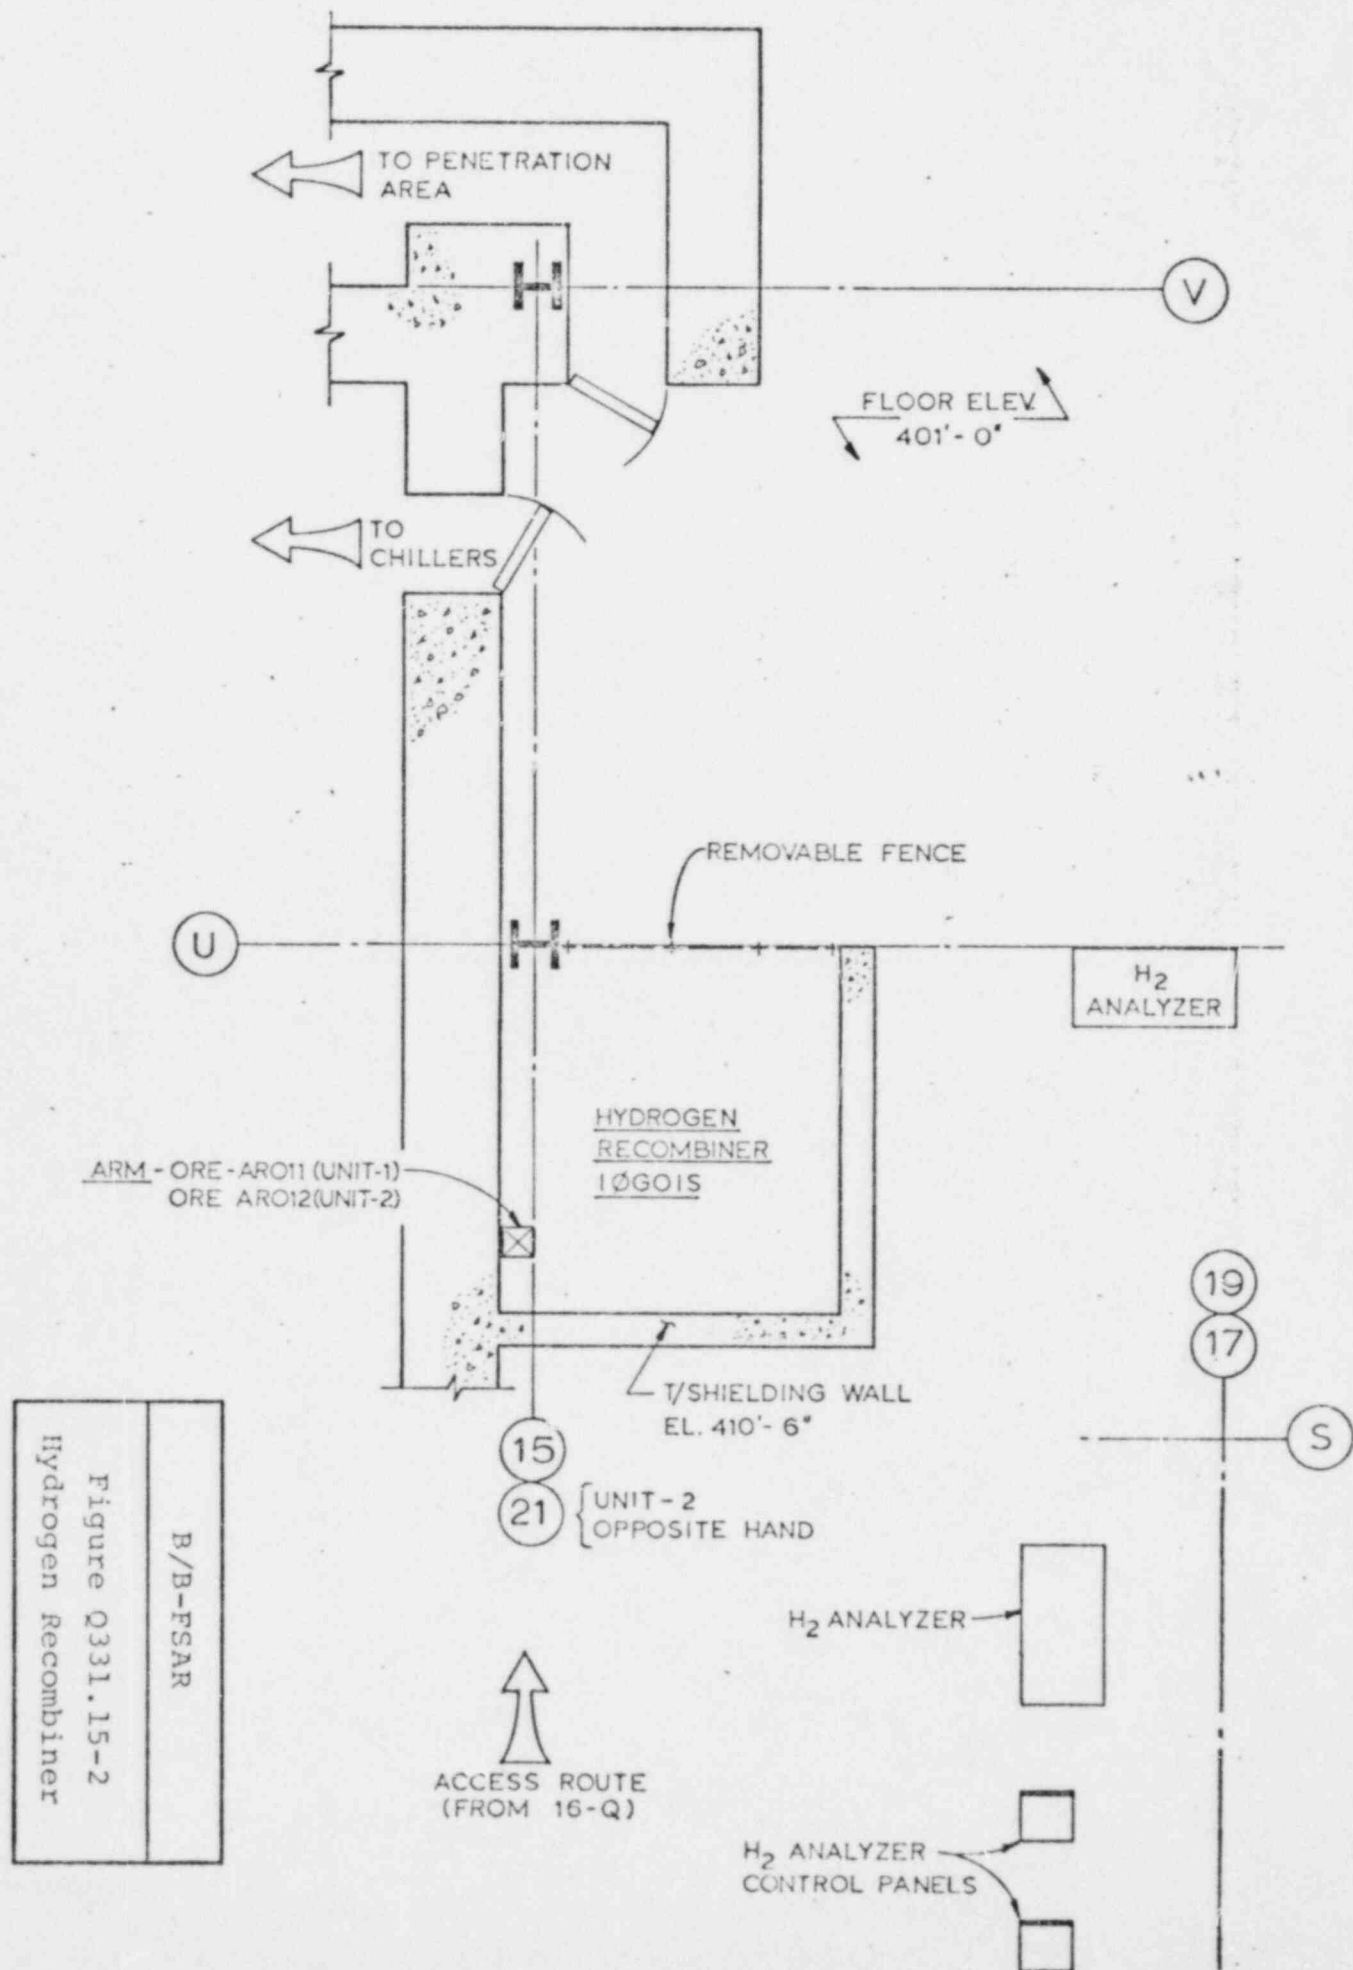 TO PENETRATION
AREA
V
FLOOR ELEV.
401'-0"
TO
CHILLERS
REMOVABLE FENCE
U
H2
ANALYZER
HYDROGEN
RECOMBINER
1ØG01S
ARM - ORE-ARO11 (UNIT-1)
ORE ARO12 (UNIT-2)
19
17
T/SHIELDING WALL
EL. 410'-6"
S
15
21
UNIT-2
OPPOSITE HAND
H2 ANALYZER
ACCESS ROUTE
(FROM 16-Q)
H2 ANALYZER
CONTROL PANELS
B/B-FSAR
Figure Q331.15-2
Hydrogen Recombiner